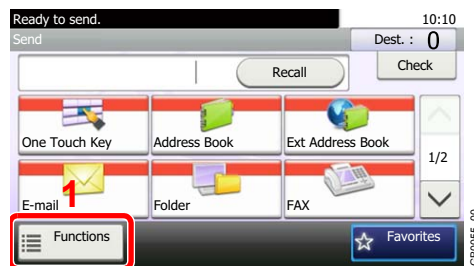 Ready to send. 10:10
Send Dest. : 0
Recall Check
One Touch Key Address Book Ext Address Book
1/2
1
E-mail Folder FAX
Functions Favorites